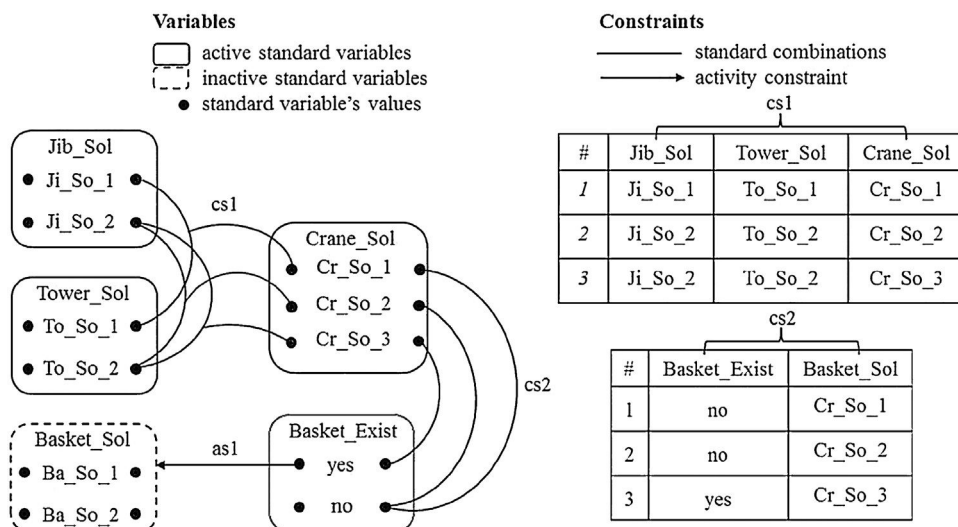 Variables
active standard variables
inactive standard variables
standard variable's values
Constraints
standard combinations
activity constraint
Jib_Sol
Ji_So_1
Ji_So_2
cs1
Tower_Sol
To_So_1
To_So_2
Crane_Sol
Cr_So_1
Cr_So_2
Cr_So_3
cs2
Basket_Sol
Ba_So_1
Ba_So_2
as1
Basket_Exist
yes
no
cs1
# Jib_Sol Tower_Sol Crane_Sol
1 Ji_So_1 To_So_1 Cr_So_1
2 Ji_So_2 To_So_2 Cr_So_2
3 Ji_So_2 To_So_2 Cr_So_3
cs2
# Basket_Exist Basket_Sol
1 no Cr_So_1
2 no Cr_So_2
3 yes Cr_So_3